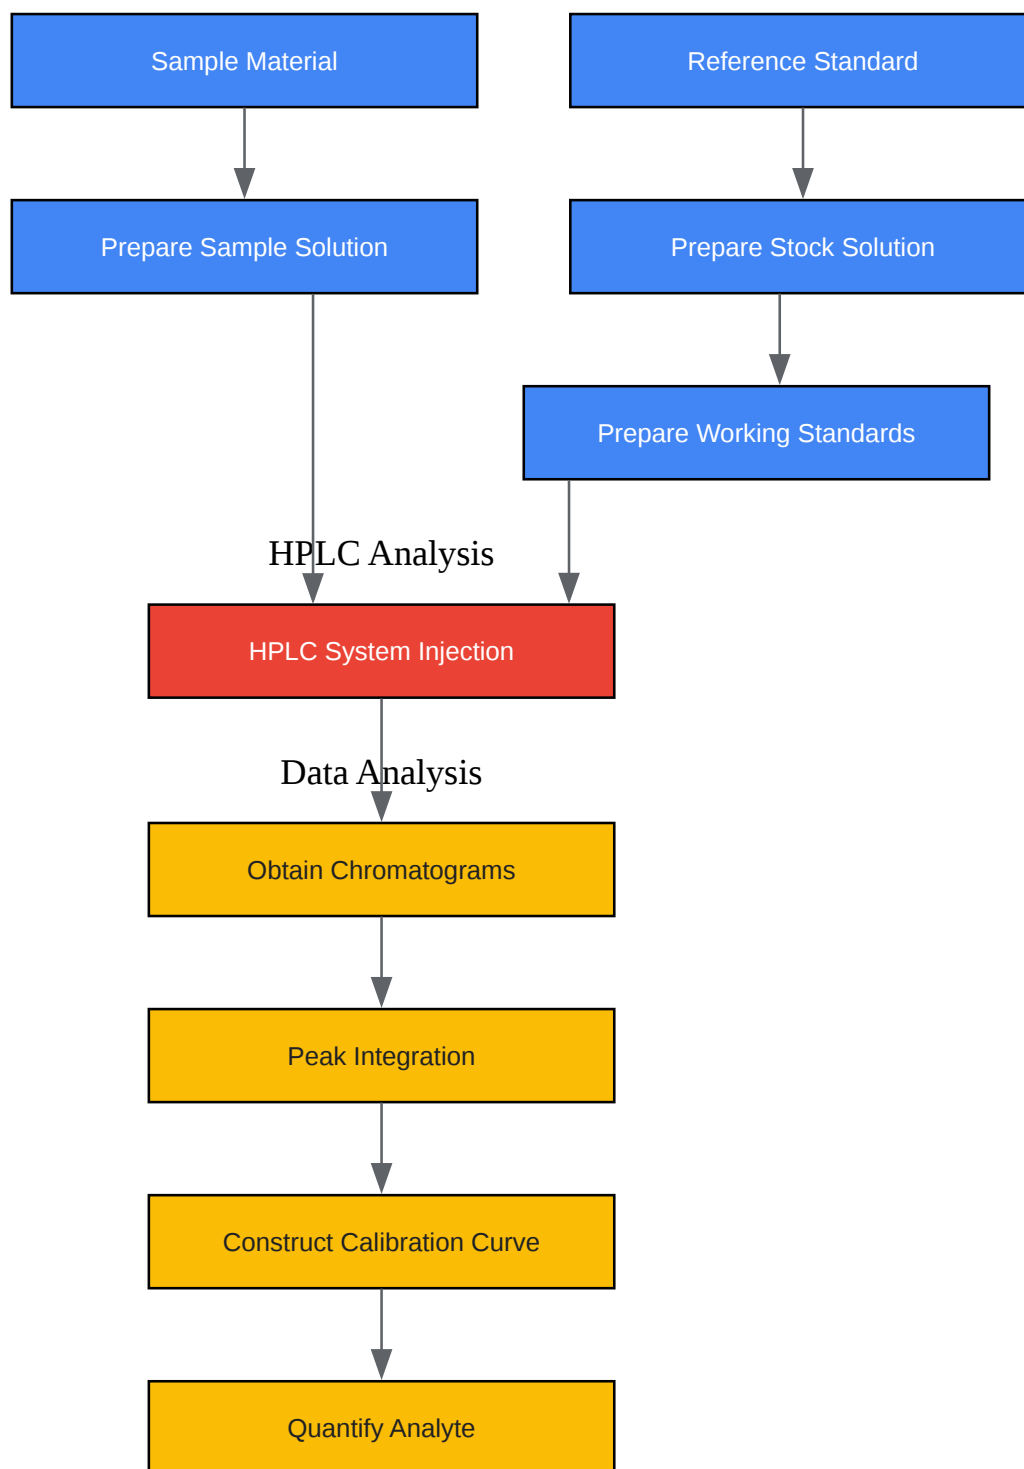 Sample Material
Reference Standard
Prepare Sample Solution
Prepare Stock Solution
Prepare Working Standards
HPLC Analysis
HPLC System Injection
Data Analysis
Obtain Chromatograms
Peak Integration
Construct Calibration Curve
Quantify Analyte